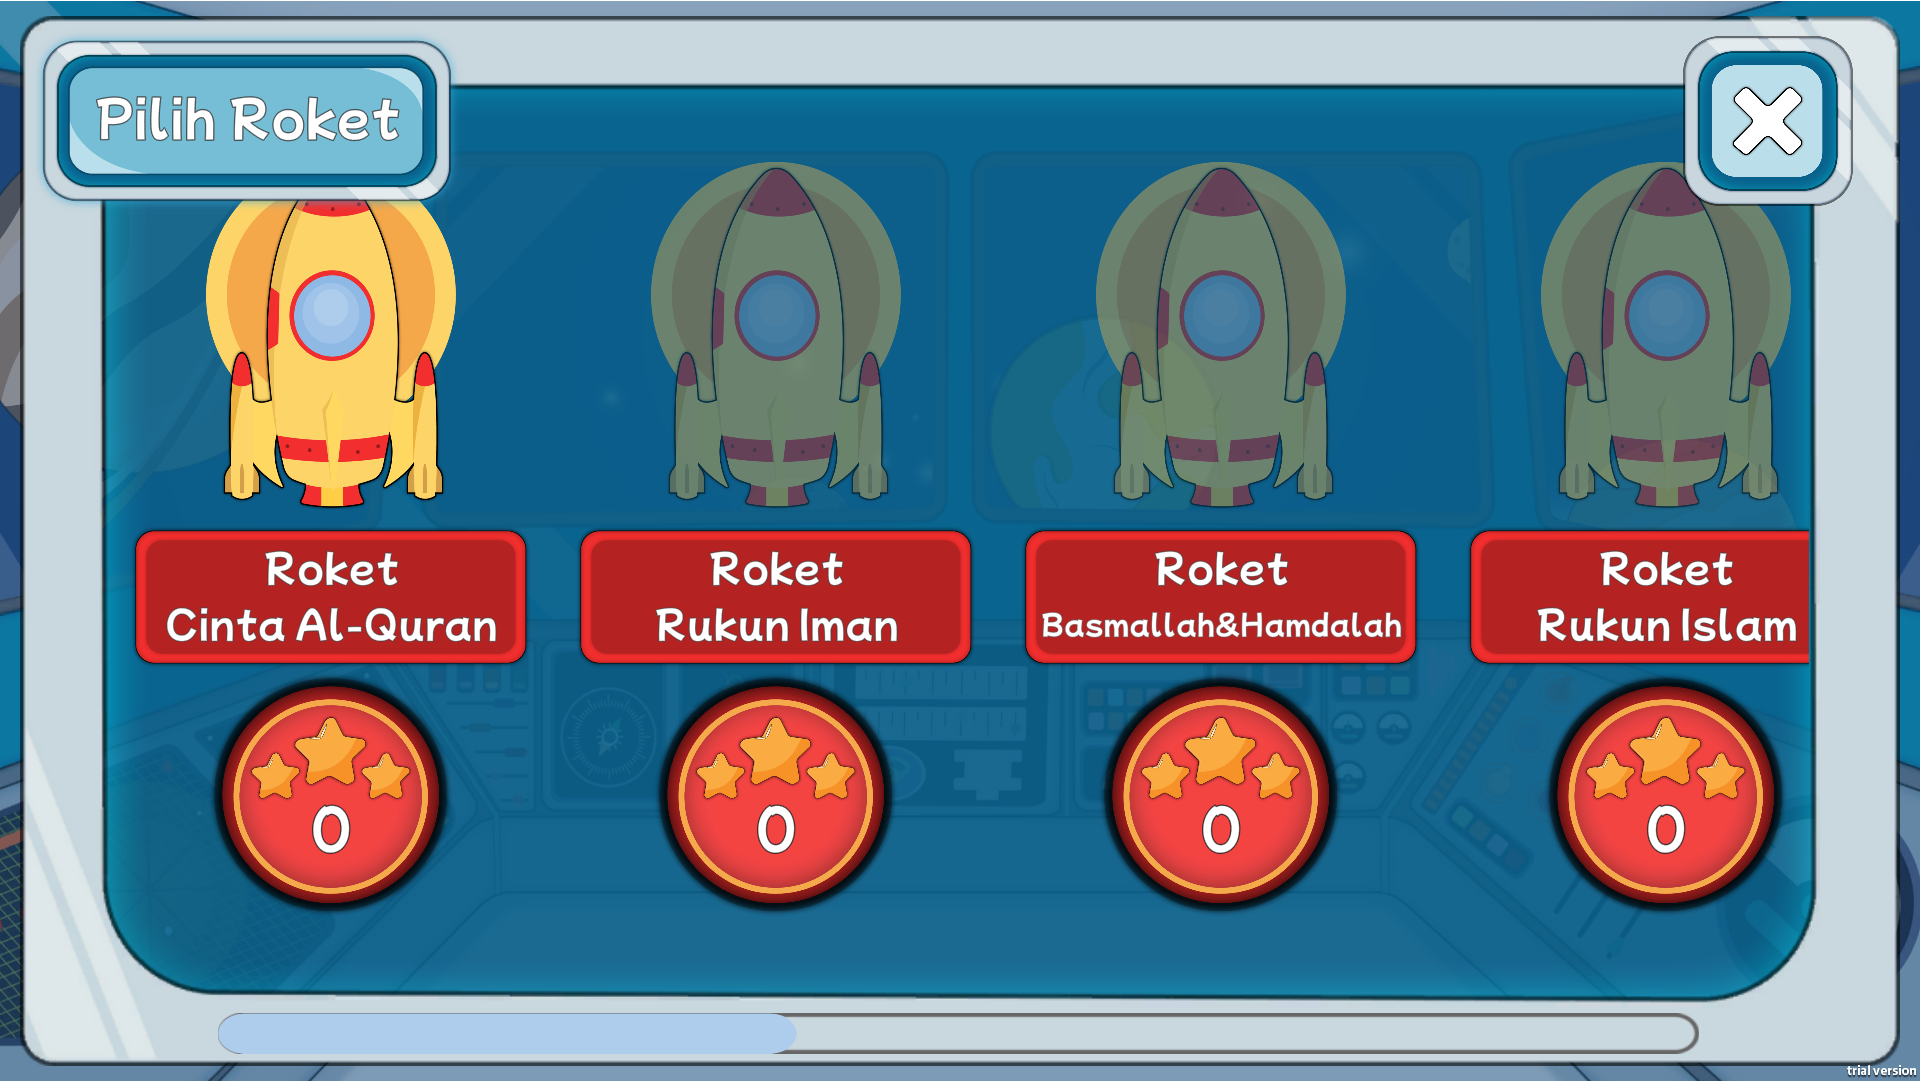 Pilih Roket
Roket
Cinta Al-Quran
0
Roket
Rukun Iman
0
Roket
Basmallah&Hamdalah
0
Roket
Rukun Islam
0
trial version